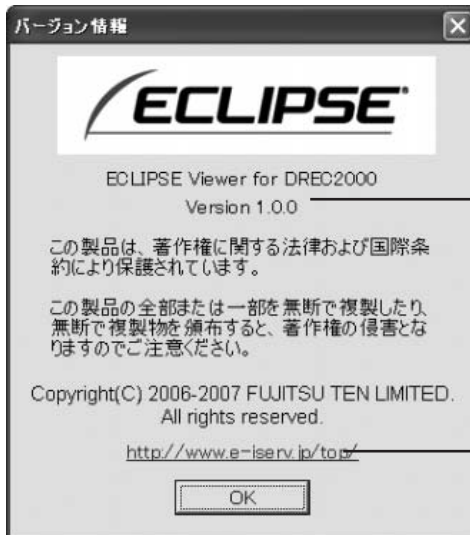 バージョン情報
ECLIPSE
ECLIPSE Viewer for DREC2000
Version 1.0.0
この製品は、著作権に関する法律および国際条
約により保護されています。
この製品の全部または一部を無断で複製したり、
無断で複製物を頒布すると、著作権の侵害とな
りますのでご注意ください。
Copyright(C) 2006-2007 FUJITSU TEN LIMITED.
All rights reserved.
http://www.e-iserv.jp/top/
OK